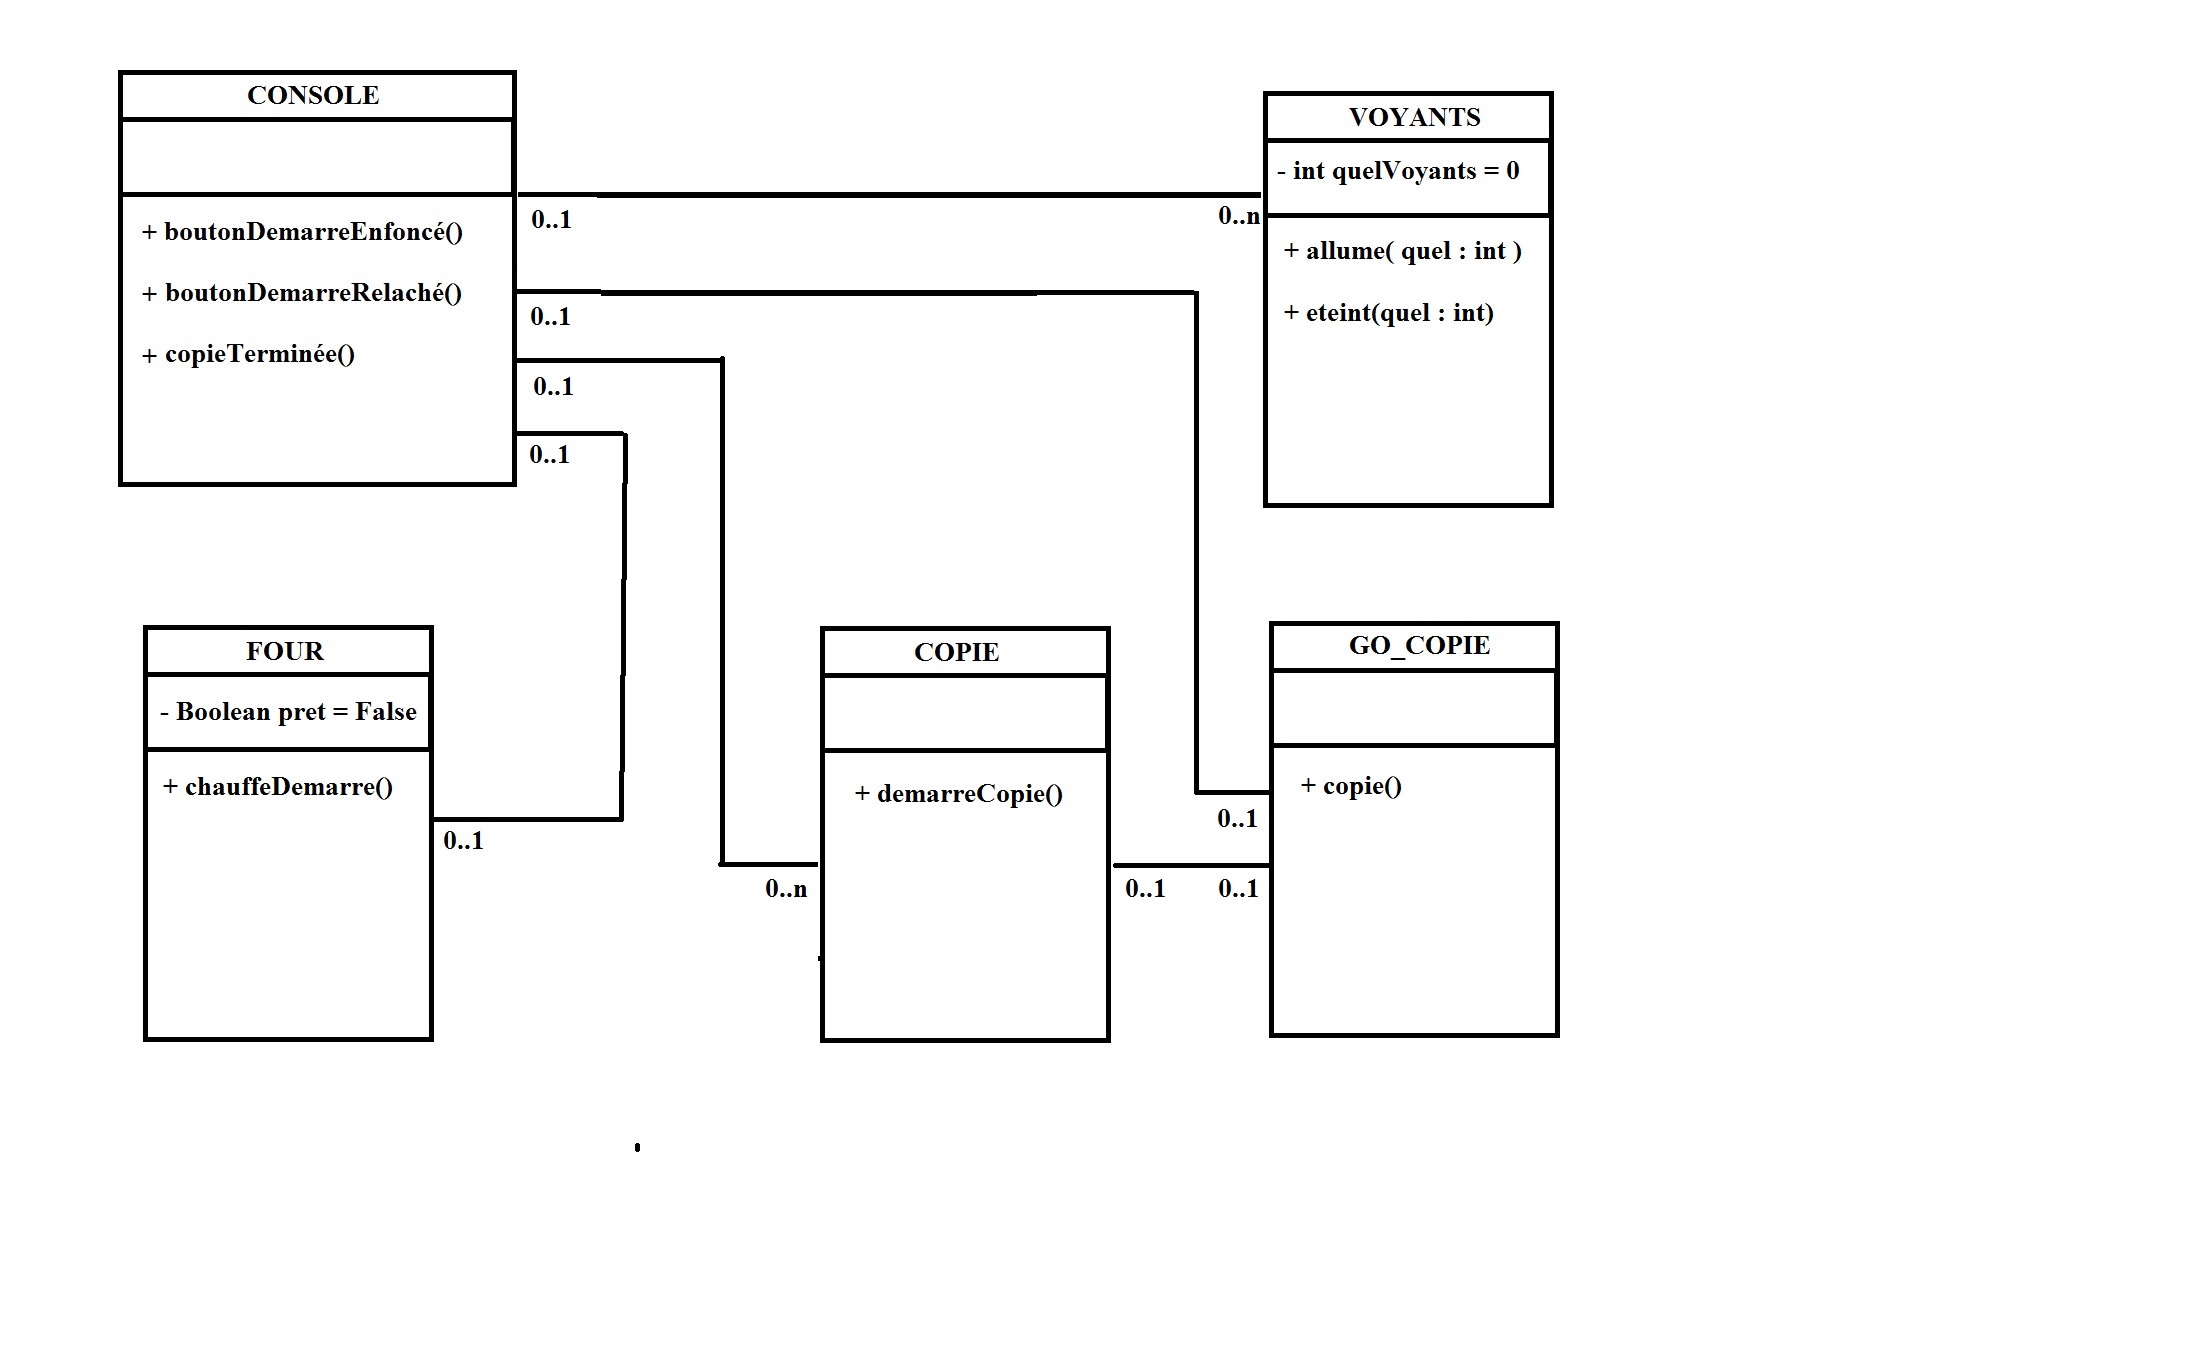 CONSOLE
+ boutonDemarreEnfoncé()
+ boutonDemarreRelaché()
+ copieTerminée()
0..1
0..1
0..1
0..1
VOYANTS
- int quelVoyants = 0
0..n
+ allume( quel : int )
+ eteint(quel : int)
FOUR
- Boolean pret = False
+ chauffeDemarre()
0..1
COPIE
+ demarreCopie()
0..n
0..1
GO_COPIE
+ copie()
0..1
0..1